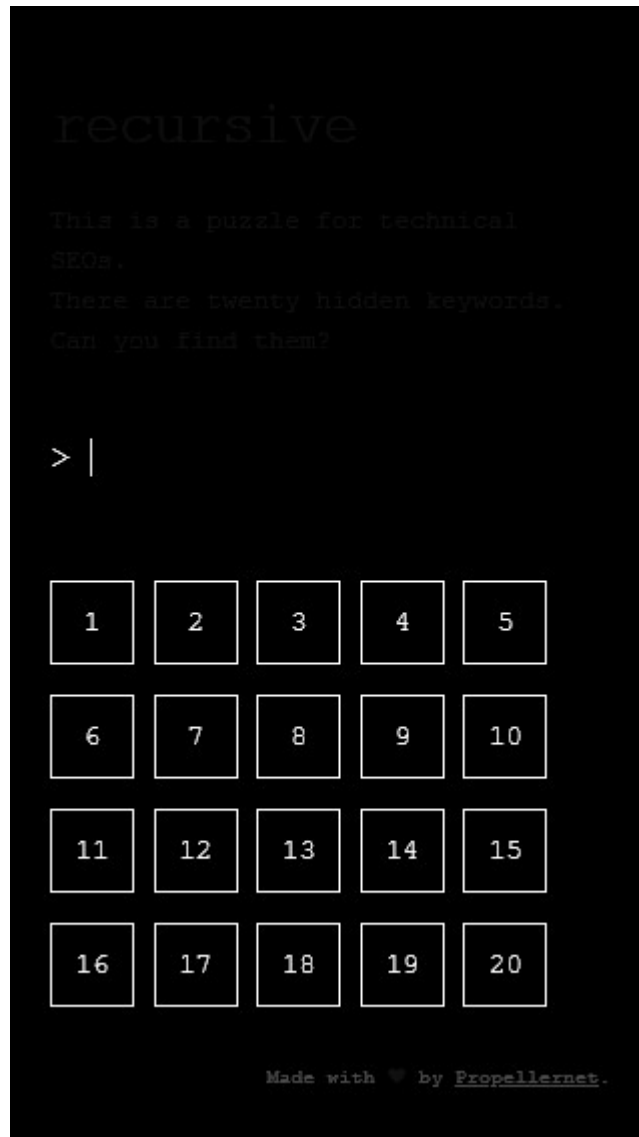 recursive
This is a puzzle for technical
SEOs.
There are twenty hidden keywords.
Can you find them?
>
1 2 3 4 5
6 7 8 9 10
11 12 13 14 15
16 17 18 19 20
Made with ♥ by Propellernet.